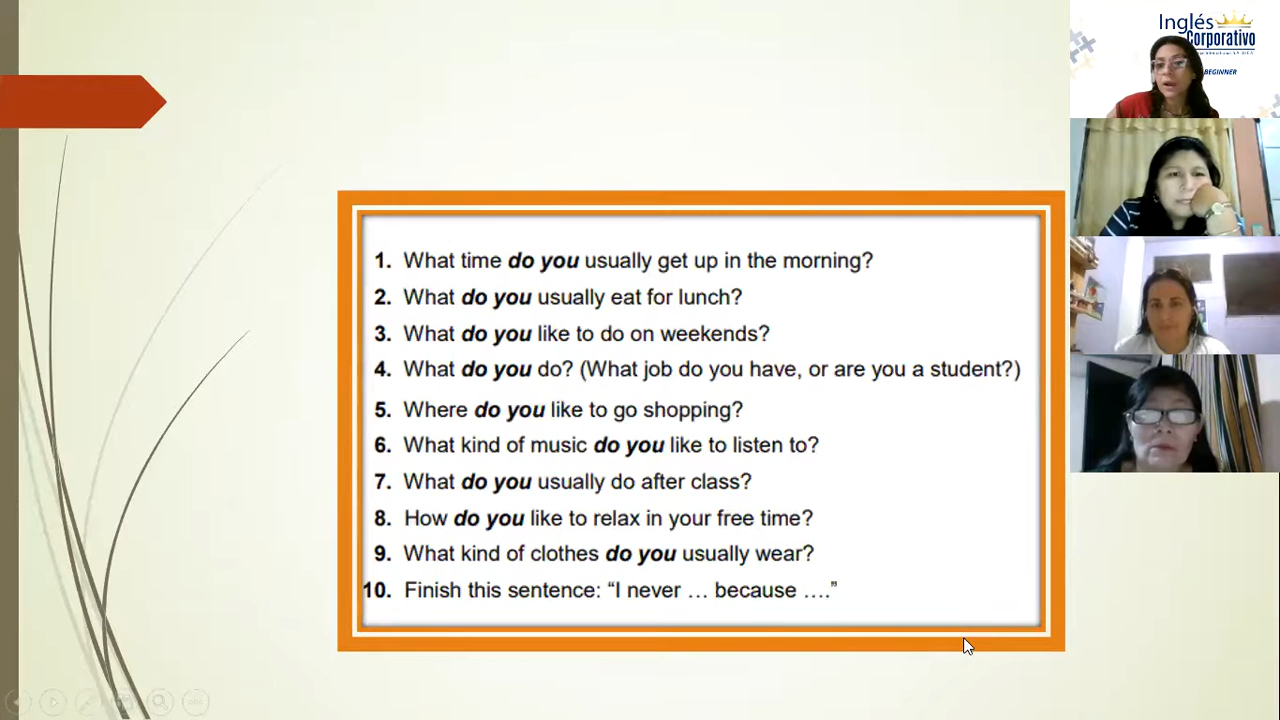 Inglés
Corporativo
BEGINNER
1. What time do you usually get up in the morning?
2. What do you usually eat for lunch?
3. What do you like to do on weekends?
4. What do you do? (What job do you have, or are you a student?)
5. Where do you like to go shopping?
6. What kind of music do you like to listen to?
7. What do you usually do after class?
8. How do you like to relax in your free time?
9. What kind of clothes do you usually wear?
10. Finish this sentence: “I never … because ….”